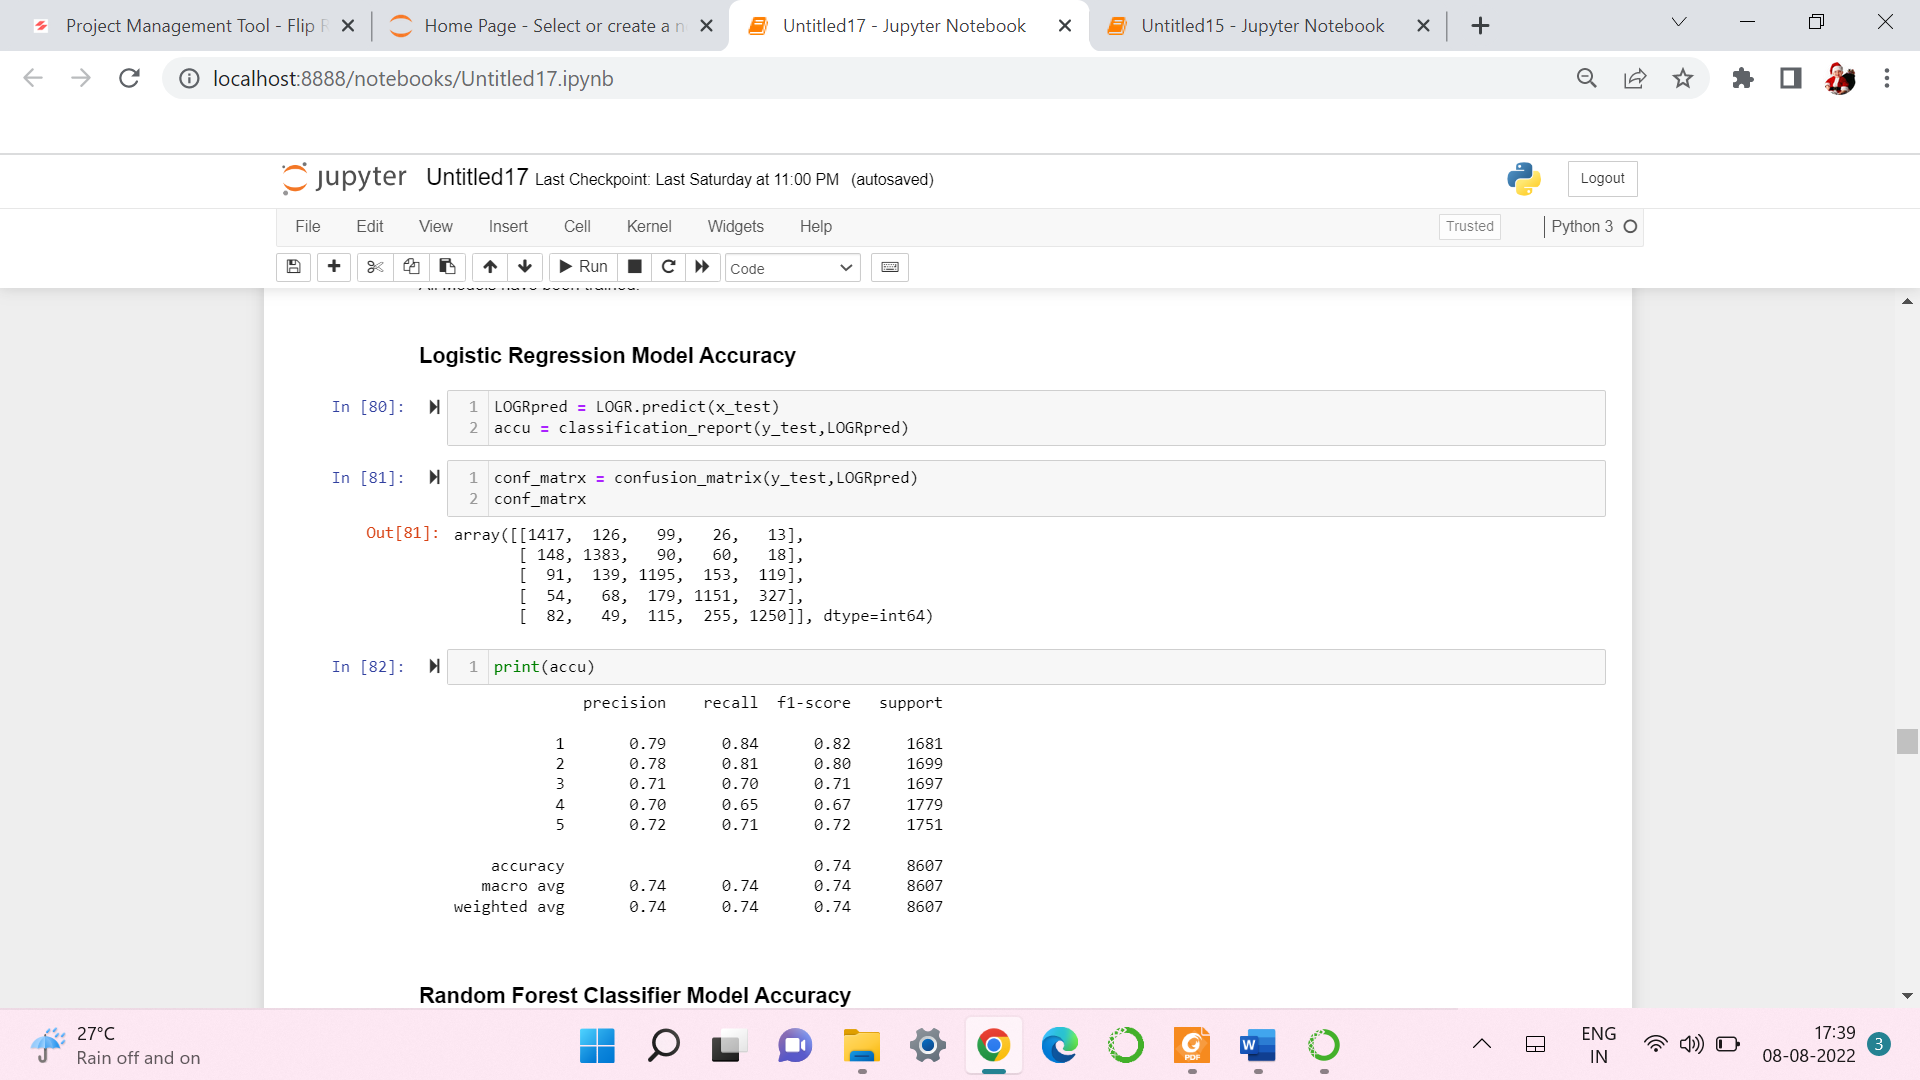 Project Management Tool - Flip R
Home Page - Select or create a n
Untitled17 - Jupyter Notebook
Untitled15 - Jupyter Notebook
localhost:8888/notebooks/Untitled17.ipynb
jupyter Untitled17 Last Checkpoint: Last Saturday at 11:00 PM (autosaved)
Logout
File Edit View Insert Cell Kernel Widgets Help
Trusted Python 3
Run Code
All Models have been trained.
Logistic Regression Model Accuracy
In [80]: 1 LOGRpred = LOGR.predict(x_test)
2 accu = classification_report(y_test,LOGRpred)
In [81]: 1 conf_matrx = confusion_matrix(y_test,LOGRpred)
2 conf_matrx
Out[81]: array([[1417, 126, 99, 26, 13],
[ 148, 1383, 90, 60, 18],
[ 91, 139, 1195, 153, 119],
[ 54, 68, 179, 1151, 327],
[ 82, 49, 115, 255, 1250]], dtype=int64)
In [82]: 1 print(accu)
precision recall f1-score support
1 0.79 0.84 0.82 1681
2 0.78 0.81 0.80 1699
3 0.71 0.70 0.71 1697
4 0.70 0.65 0.67 1779
5 0.72 0.71 0.72 1751
accuracy 0.74 8607
macro avg 0.74 0.74 0.74 8607
weighted avg 0.74 0.74 0.74 8607
Random Forest Classifier Model Accuracy
27°C
Rain off and on
PDF
W
ENG
IN
17:39
08-08-2022
3